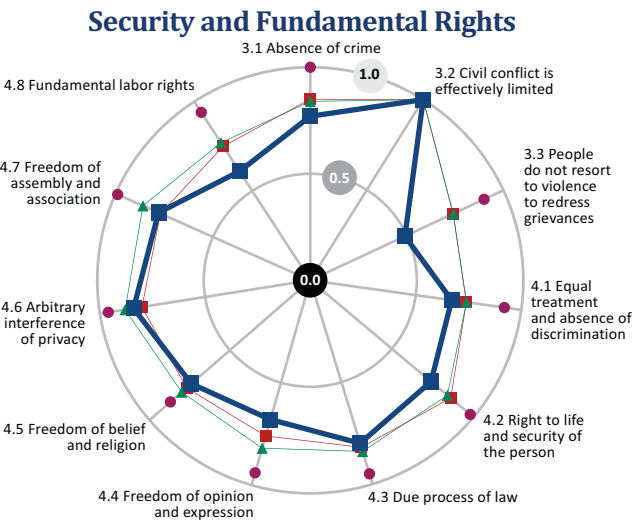 Security and Fundamental Rights
3.1 Absence of crime
1.0
3.2 Civil conflict is
effectively limited
4.8 Fundamental labor rights
3.3 People
do not resort
to violence
to redress
grievances
4.7 Freedom of
assembly and
association
0.5
0.0
4.1 Equal
treatment
and absence of
discrimination
4.6 Arbitrary
interference
of privacy
4.2 Right to life
and security of
the person
4.5 Freedom of belief
and religion
4.4 Freedom of opinion
and expression
4.3 Due process of law